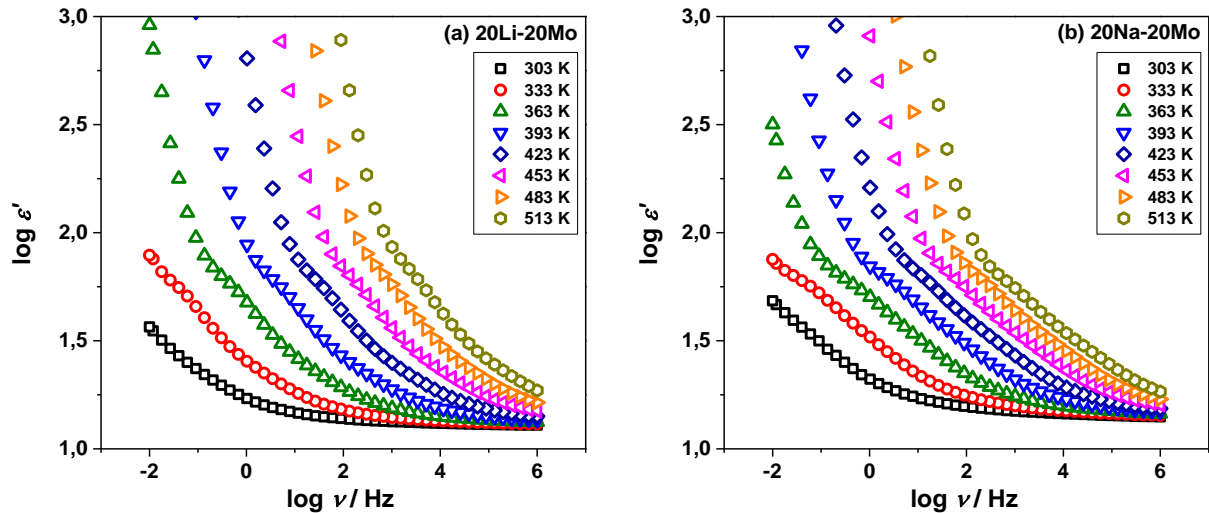 (a) 20Li-20Mo
303 K
333 K
363 K
393 K
423 K
453 K
483 K
513 K
3,0
2,5
2,0
1,5
1,0
log ε'
-2 0 2 4 6
log ν / Hz
(b) 20Na-20Mo
303 K
333 K
363 K
393 K
423 K
453 K
483 K
513 K
3,0
2,5
2,0
1,5
1,0
log ε'
-2 0 2 4 6
log ν / Hz